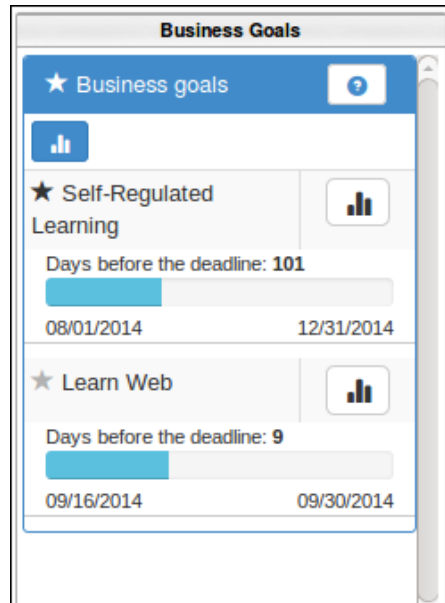 Business Goals
Business goals
Self-Regulated
Learning
Days before the deadline: 101
08/01/2014 12/31/2014
Learn Web
Days before the deadline: 9
09/16/2014 09/30/2014